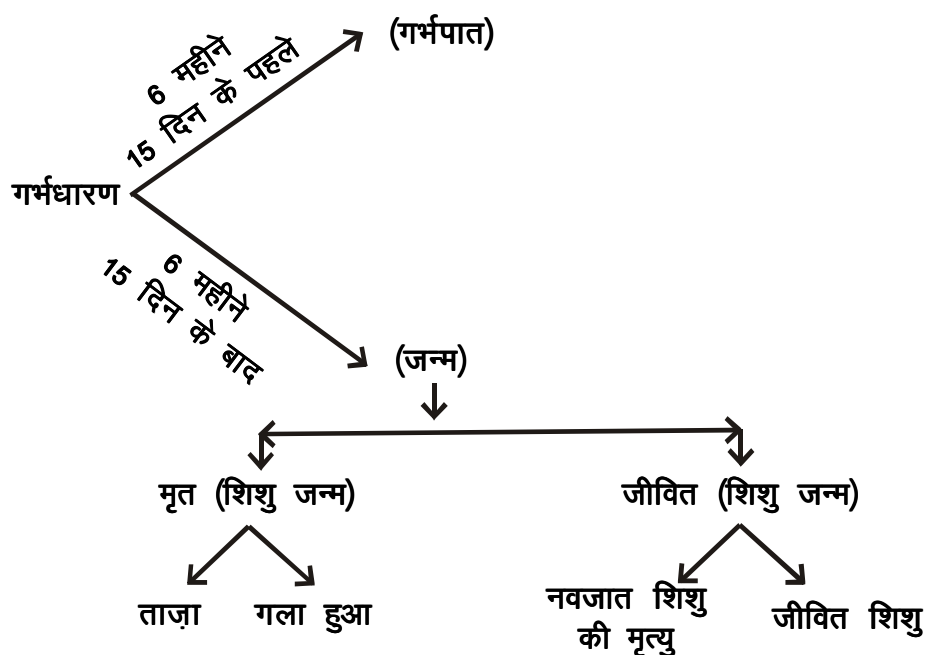 (गर्भपात)
6 महीने
15 दिन के पहले
गर्भधारण
6 महीने
15 दिन के बाद
(जन्म)
मृत (शिशु जन्म)
जीवित (शिशु जन्म)
ताज़ा
गला हुआ
नवजात शिशु
की मृत्यु
जीवित शिशु